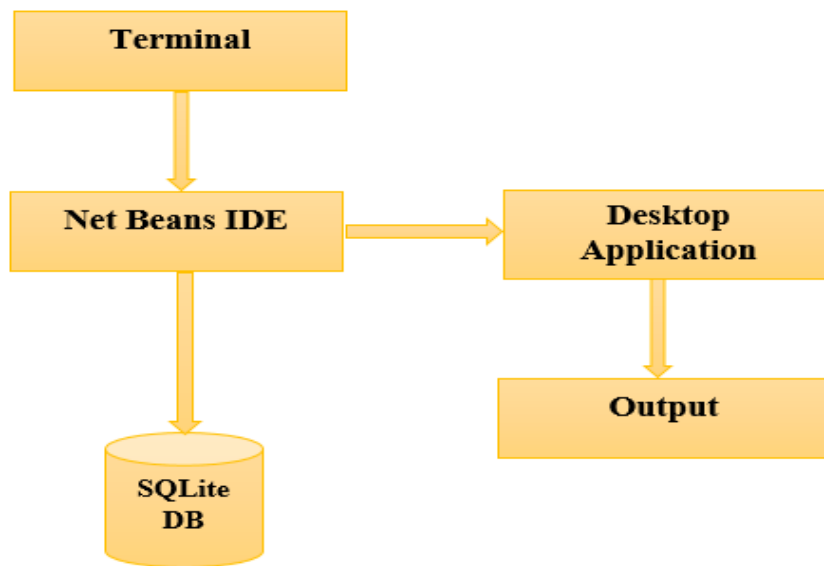 Terminal
Net Beans IDE
Desktop
Application
Output
SQLite
DB